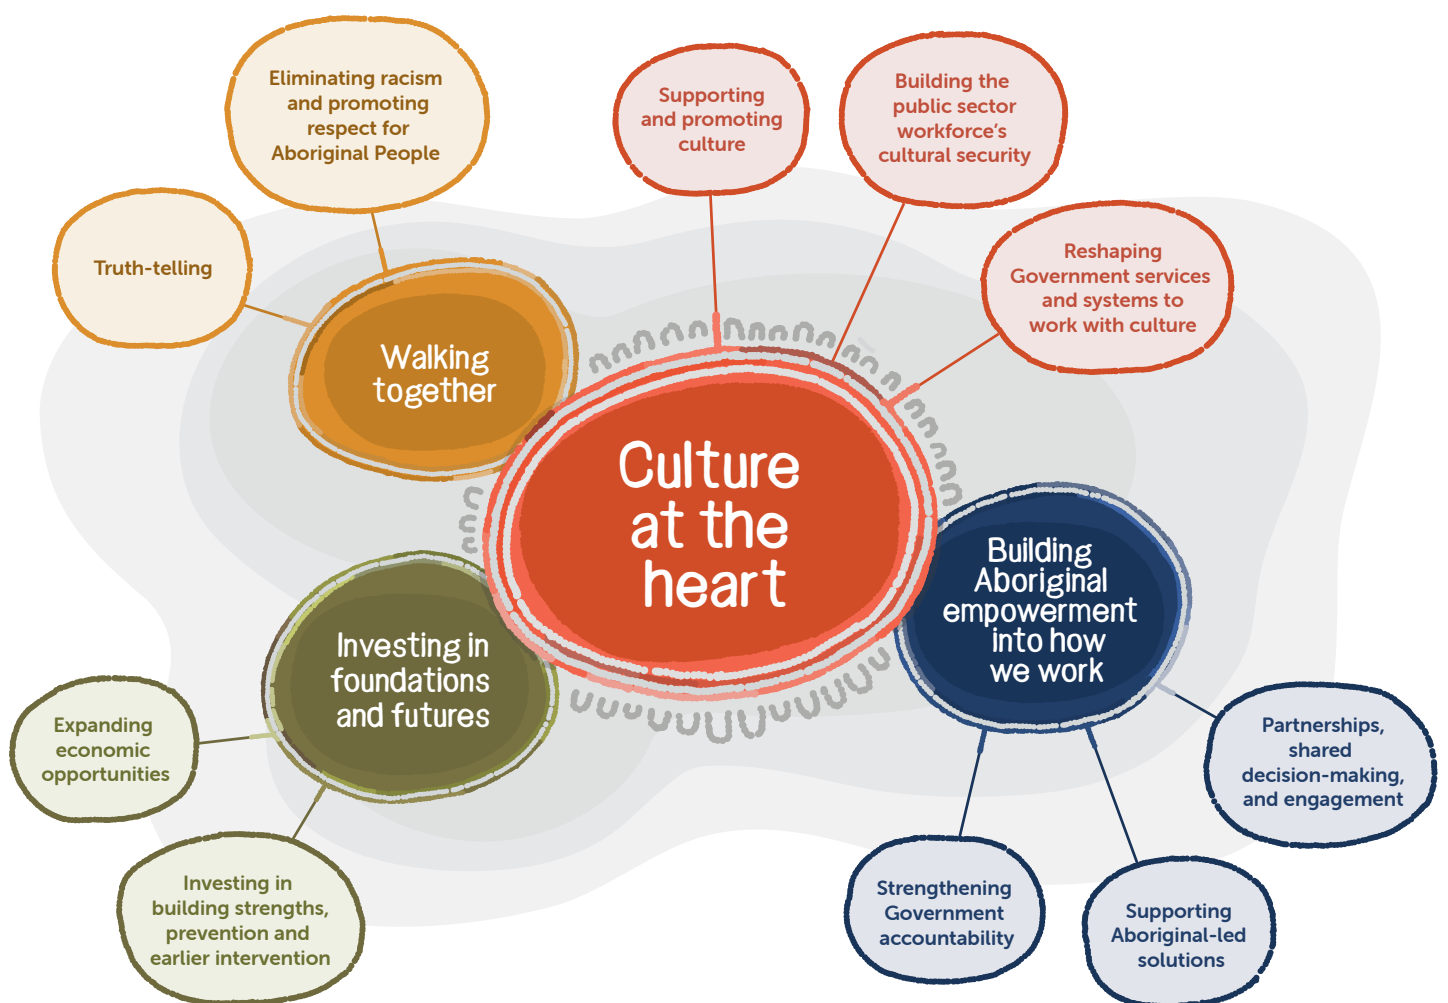 Eliminating racism
and promoting
respect for
Aboriginal People
Truth-telling
Walking
together
Supporting
and promoting
culture
Building the
public sector
workforce's
cultural security
Reshaping
Government services
and systems to
work with culture
Culture
at the
heart
Investing in
foundations
and futures
Expanding
economic
opportunities
Investing in
building strengths,
prevention and
earlier intervention
Building
Aboriginal
empowerment
into how
we work
Partnerships,
shared
decision-making,
and engagement
Strengthening
Government
accountability
Supporting
Aboriginal-led
solutions